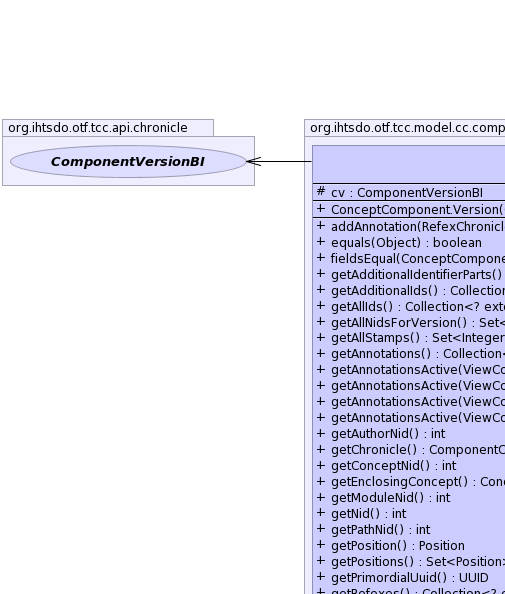 org.ihtsdo.otf.tcc.api.chronicle
ComponentVersionBI
org.ihtsdo.otf.tcc.model.cc.comp
# cv : ComponentVersionBI
+ ConceptComponent.Version(
+ addAnnotation(RefexChronicl
+ equals(Object) : boolean
+ fieldsEqual(ConceptCompone
+ getAdditionalIdentifierParts()
+ getAdditionalIds() : Collection
+ getAllIds() : Collection<? exte
+ getAllNidsForVersion() : Set<
+ getAllStamps() : Set<Integer
+ getAnnotations() : Collection<
+ getAnnotationsActive(ViewCo
+ getAnnotationsActive(ViewCo
+ getAnnotationsActive(ViewCo
+ getAnnotationsActive(ViewCo
+ getAuthorNid() : int
+ getChronicle() : ComponentC
+ getConceptNid() : int
+ getEnclosingConcept() : Con
+ getModuleNid() : int
+ getNid() : int
+ getPathNid() : int
+ getPosition() : Position
+ getPositions() : Set<Position>
+ getPrimordialUuid() : UUID
+ getRefexes() : Collection<? e